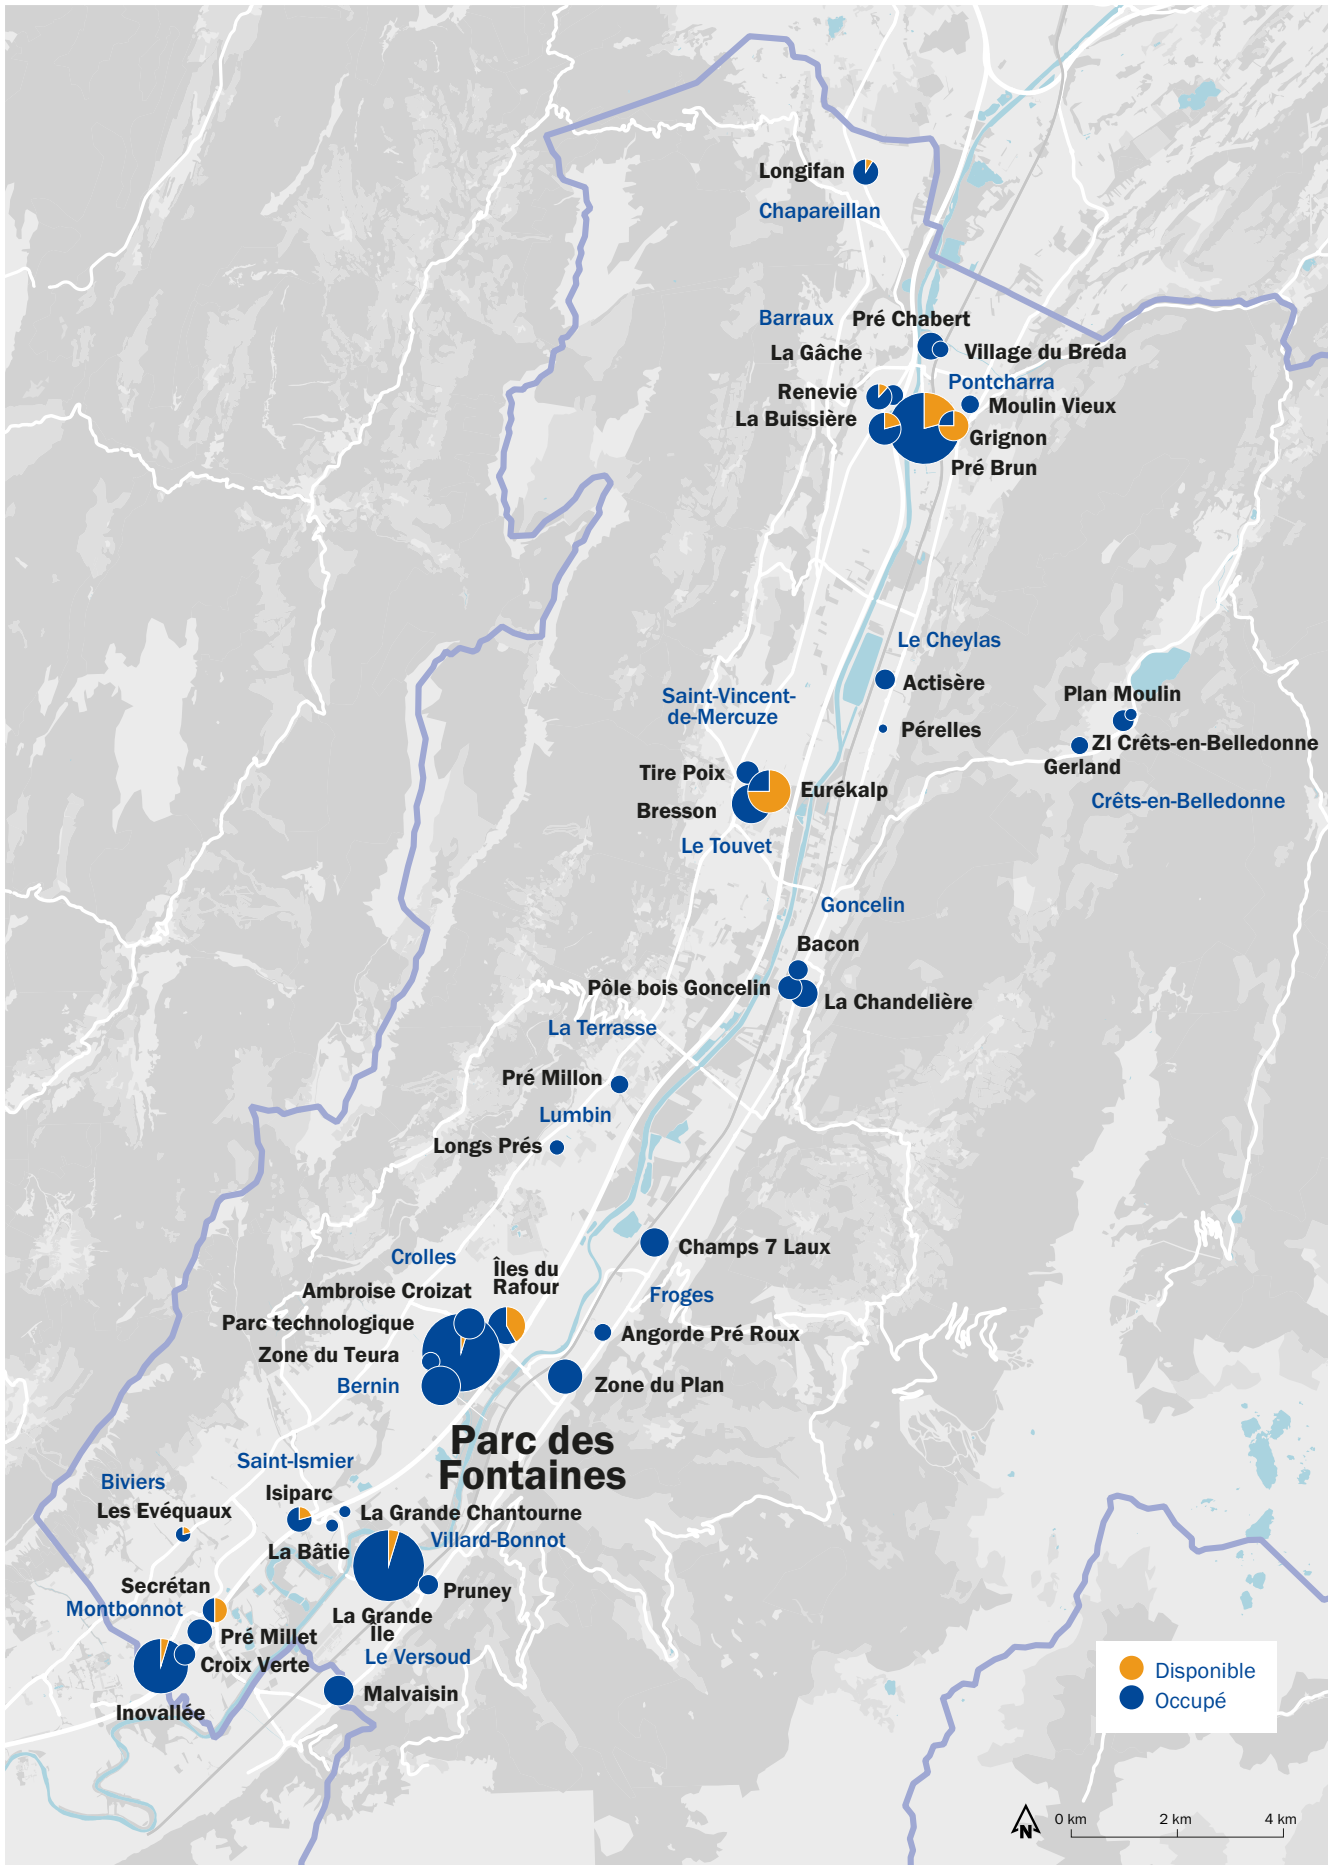 Longifan
Chapareillan
Barraux
Pré Chabert
La Gâche
Village du Bréda
Renevie
Pontcharra
Moulin Vieux
La Buissière
Grignon
Pré Brun
Le Cheylas
Actisère
Saint-Vincent-
de-Mercuze
Plan Moulin
Pérelles
ZI Crêts-en-Belledonne
Gerland
Tire Poix
Eurékalp
Crêts-en-Belledonne
Bresson
Le Touvet
Goncelin
Bacon
Pôle bois Goncelin
La Chandelière
La Terrasse
Pré Millon
Lumbin
Longs Prés
Champs 7 Laux
Crolles
Îles du
Rafour
Ambroise Croizat
Froges
Parc technologique
Angorde Pré Roux
Zone du Teura
Bernin
Zone du Plan
Parc des
Fontaines
Saint-Ismier
Biviers
Isiparc
Les Evéquaux
La Grande Chantourne
Villard-Bonnot
La Bâtie
Secrétan
Pruney
Montbonnot
La Grande
Île
Pré Millet
Le Versoud
Croix Verte
Malvaisin
Inovallée
Disponible
Occupé
N
0 km
2 km
4 km